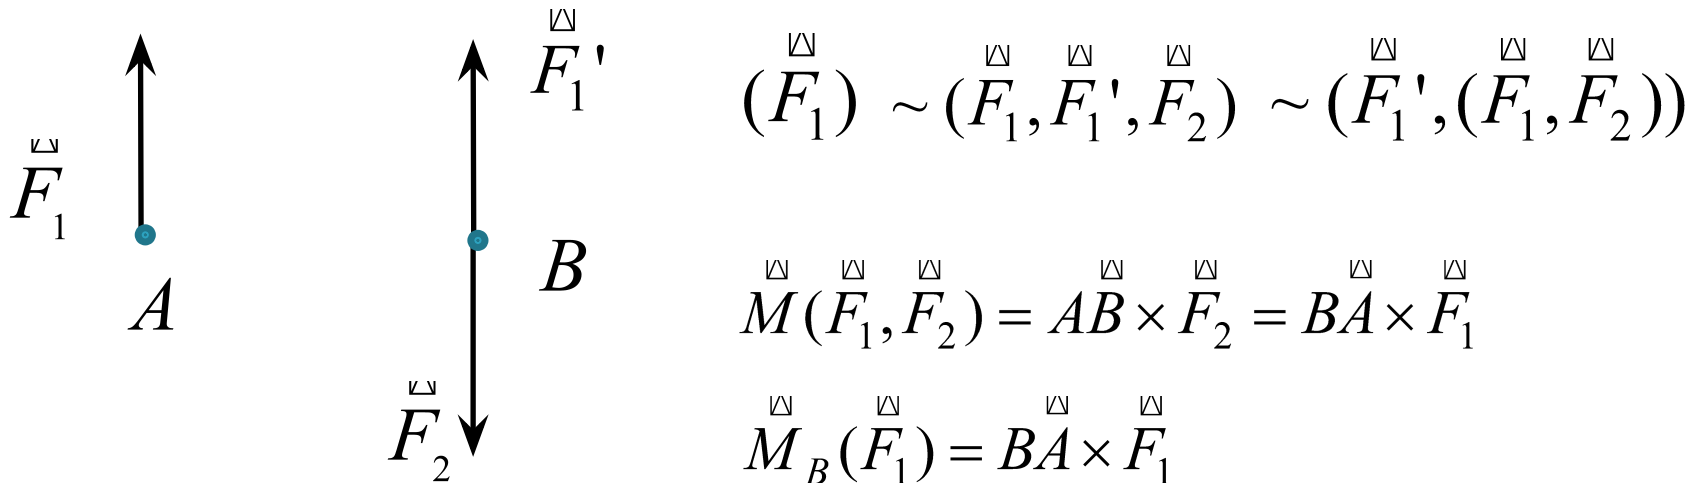 F₁
A
F₁'
B
F₂
(F₁) ~ (F₁, F₁', F₂) ~ (F₁', (F₁, F₂))
M(F₁, F₂) = AB × F₂ = BA × F₁
M_B(F₁) = BA × F₁